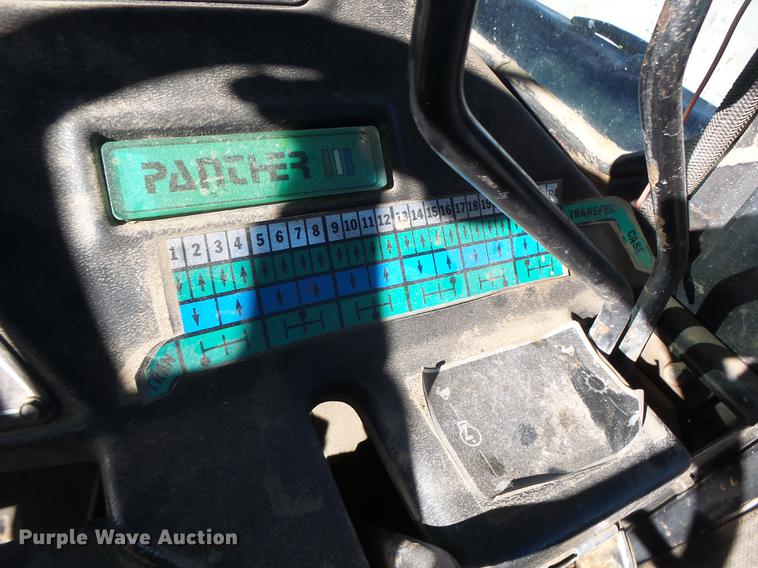 PANTHER III
1 2 3 4 5 6 7 8 9 10 11 12 13 14 15 16 17 18 19
TRANSFER CASE
Purple Wave Auction